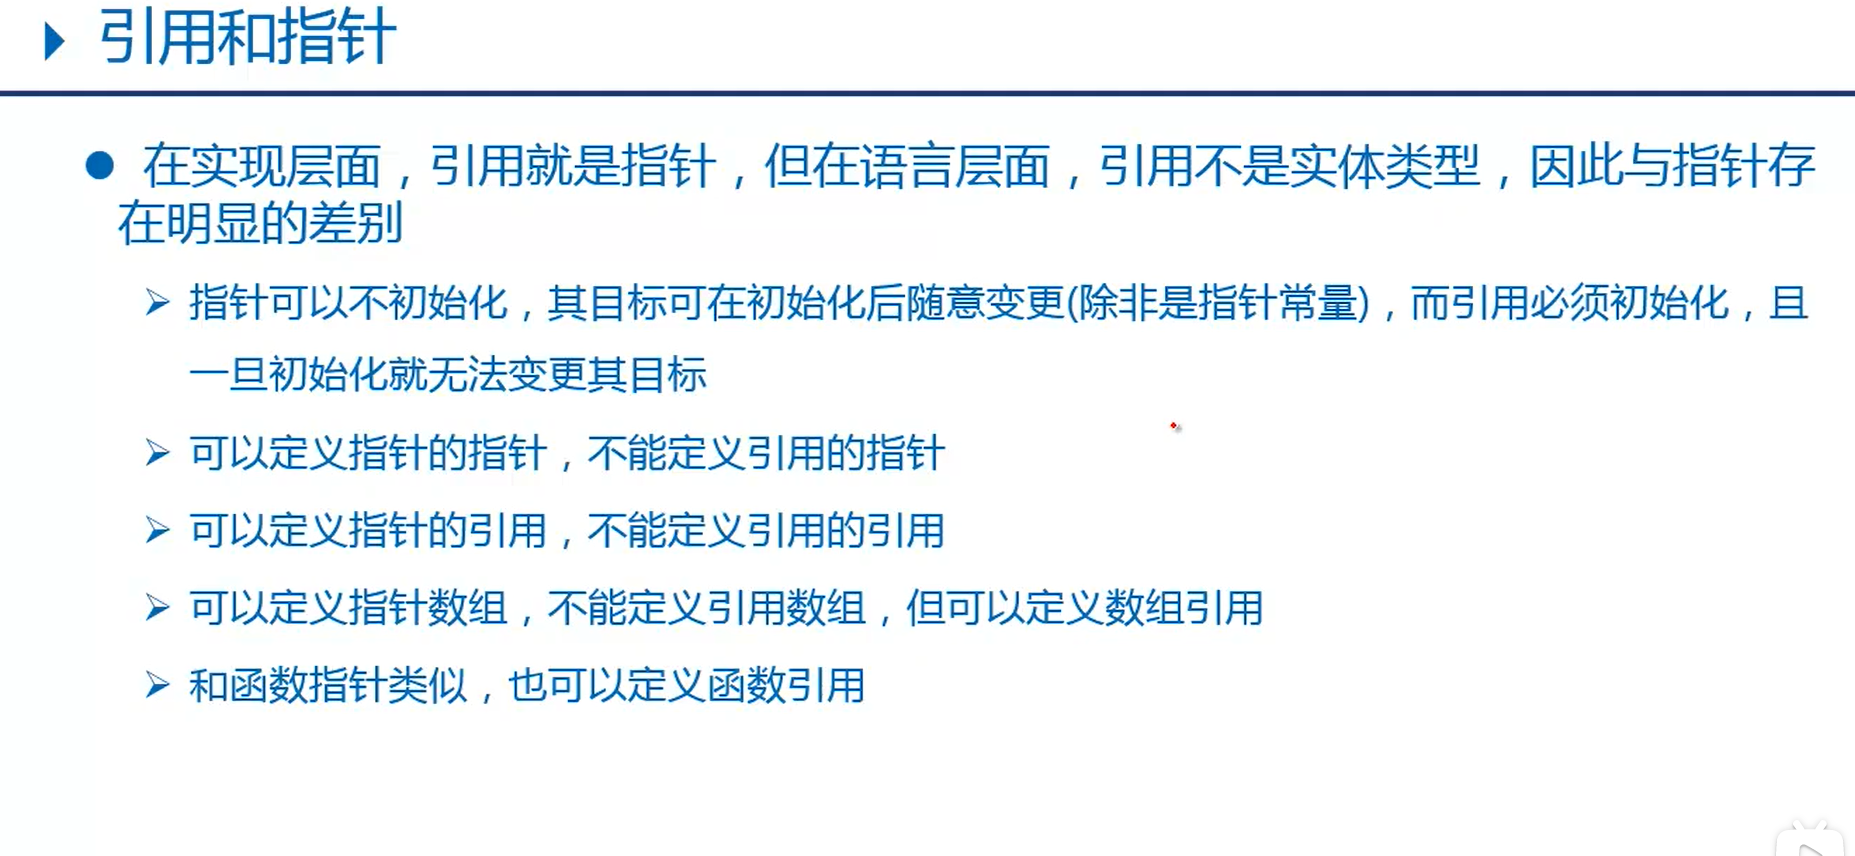 引用和指针
在实现层面，引用就是指针，但在语言层面，引用不是实体类型，因此与指针存
在明显的差别
指针可以不初始化，其目标可在初始化后随意变更(除非是指针常量)，而引用必须初始化，且
一旦初始化就无法变更其目标
可以定义指针的指针，不能定义引用的指针
可以定义指针的引用，不能定义引用的引用
可以定义指针数组，不能定义引用数组，但可以定义数组引用
和函数指针类似，也可以定义函数引用